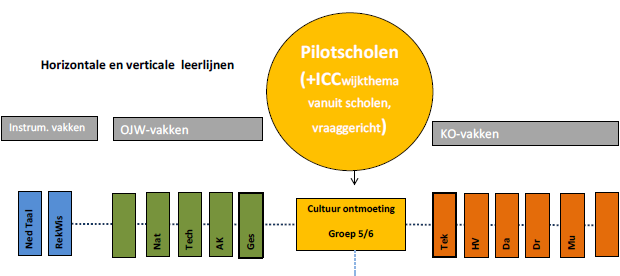 Pilotscholen
(+ICCwijkthema
vanuit scholen,
vraaggericht)
Horizontale en verticale leerlijnen
Instrum. vakken
OJW-vakken
KO-vakken
Ned Taal
RekWis
Nat
Tech
AK
Ges
Cultuur ontmoeting
Groep 5/6
Tek
HV
Da
Dr
Mu